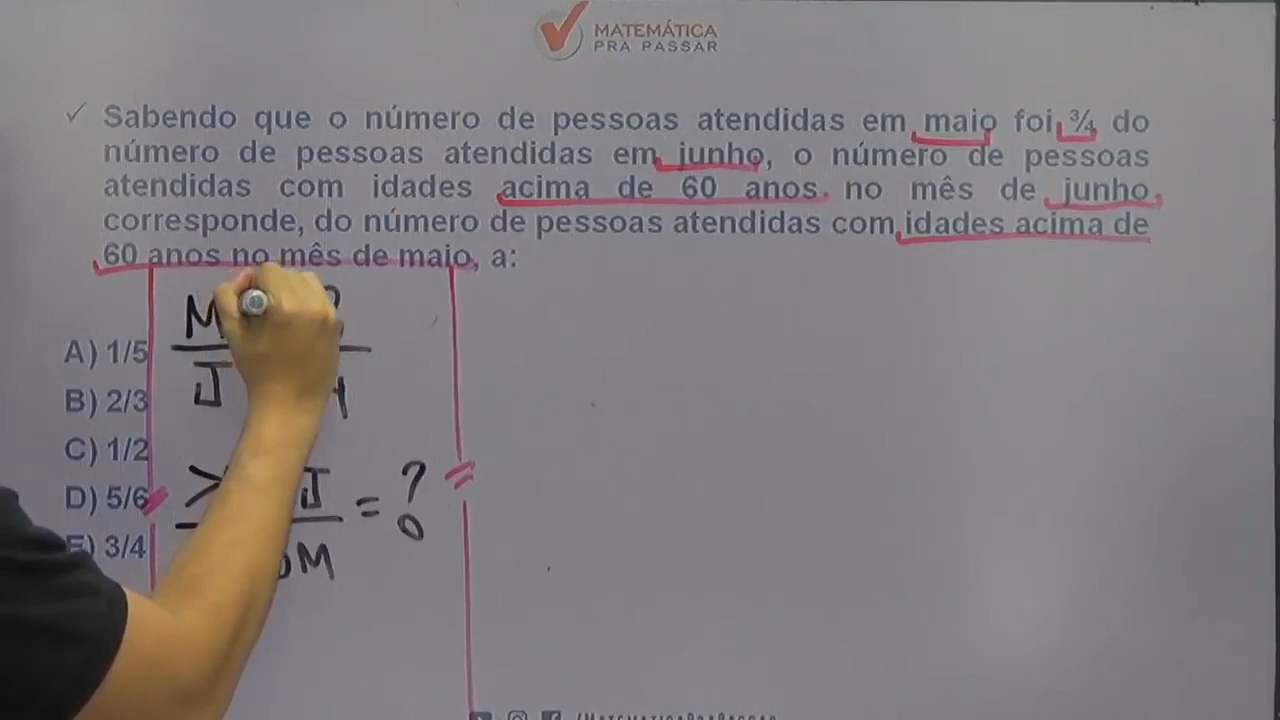 MATEMÁTICA
PRA PASSAR
✓ Sabendo que o número de pessoas atendidas em maio foi ¾ do
número de pessoas atendidas em junho, o número de pessoas
atendidas com idades acima de 60 anos no mês de junho
corresponde, do número de pessoas atendidas com idades acima de
60 anos no mês de maio, a:
M
A) 1/5
J
B) 2/3
C) 1/2
> J = ?
D) 5/6
M
E) 3/4